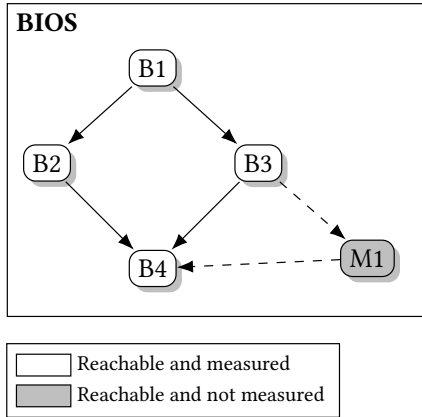 BIOS
B1
B2
B3
B4
M1
Reachable and measured
Reachable and not measured